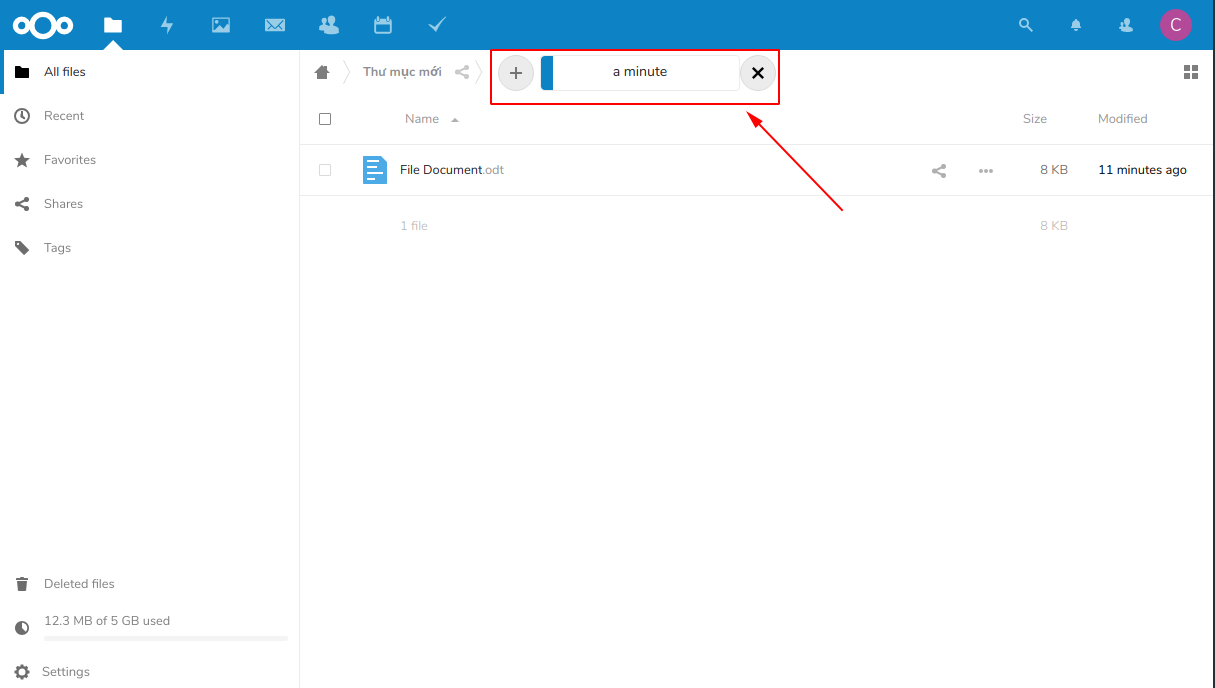 C
All files
Recent
Favorites
Shares
Tags
Deleted files
12.3 MB of 5 GB used
Settings
Thư mục mới
a minute
Name
Size
Modified
File Document.odt
8 KB
11 minutes ago
1 file
8 KB